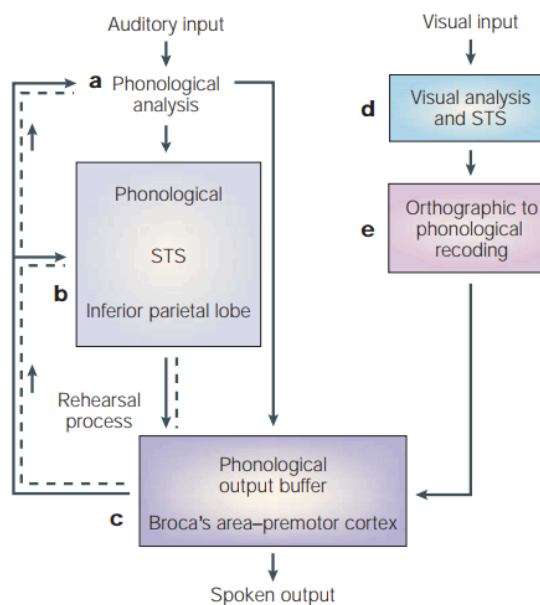 Auditory input
a
Phonological
analysis
Phonological
STS
b
Inferior parietal lobe
Rehearsal
process
Phonological
output buffer
c
Broca's area–premotor cortex
Spoken output
Visual input
d
Visual analysis
and STS
e
Orthographic to
phonological
recoding